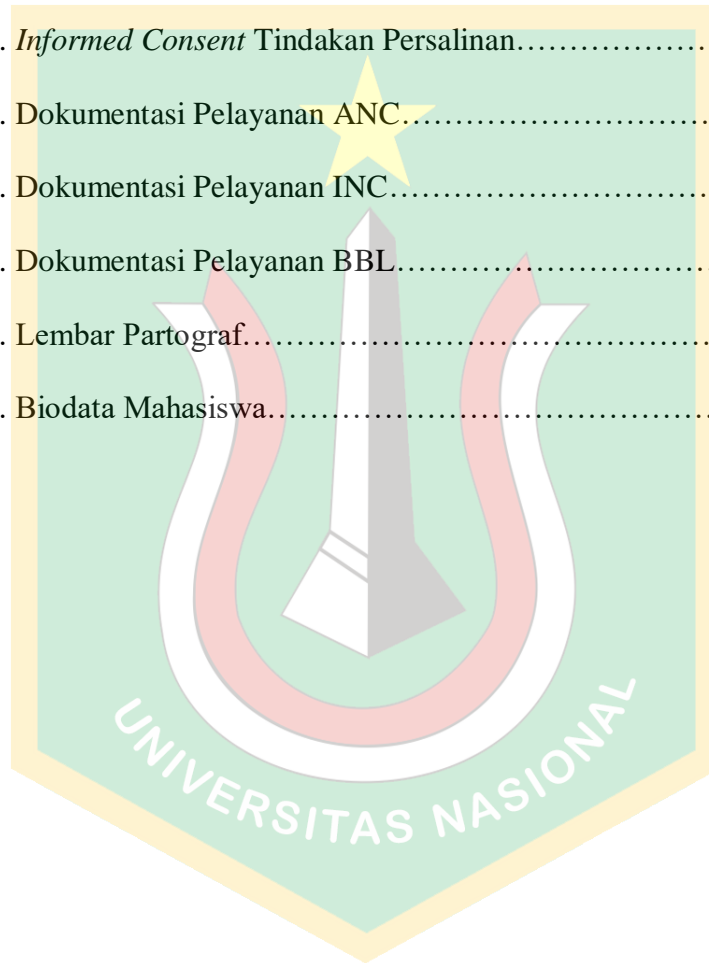 . Informed Consent Tindakan Persalinan…………………
. Dokumentasi Pelayanan ANC……………………………
. Dokumentasi Pelayanan INC……………………………
. Dokumentasi Pelayanan BBL……………………………
. Lembar Partograf…………………………………………
. Biodata Mahasiswa………………………………………
UNIVERSITAS NASIONAL